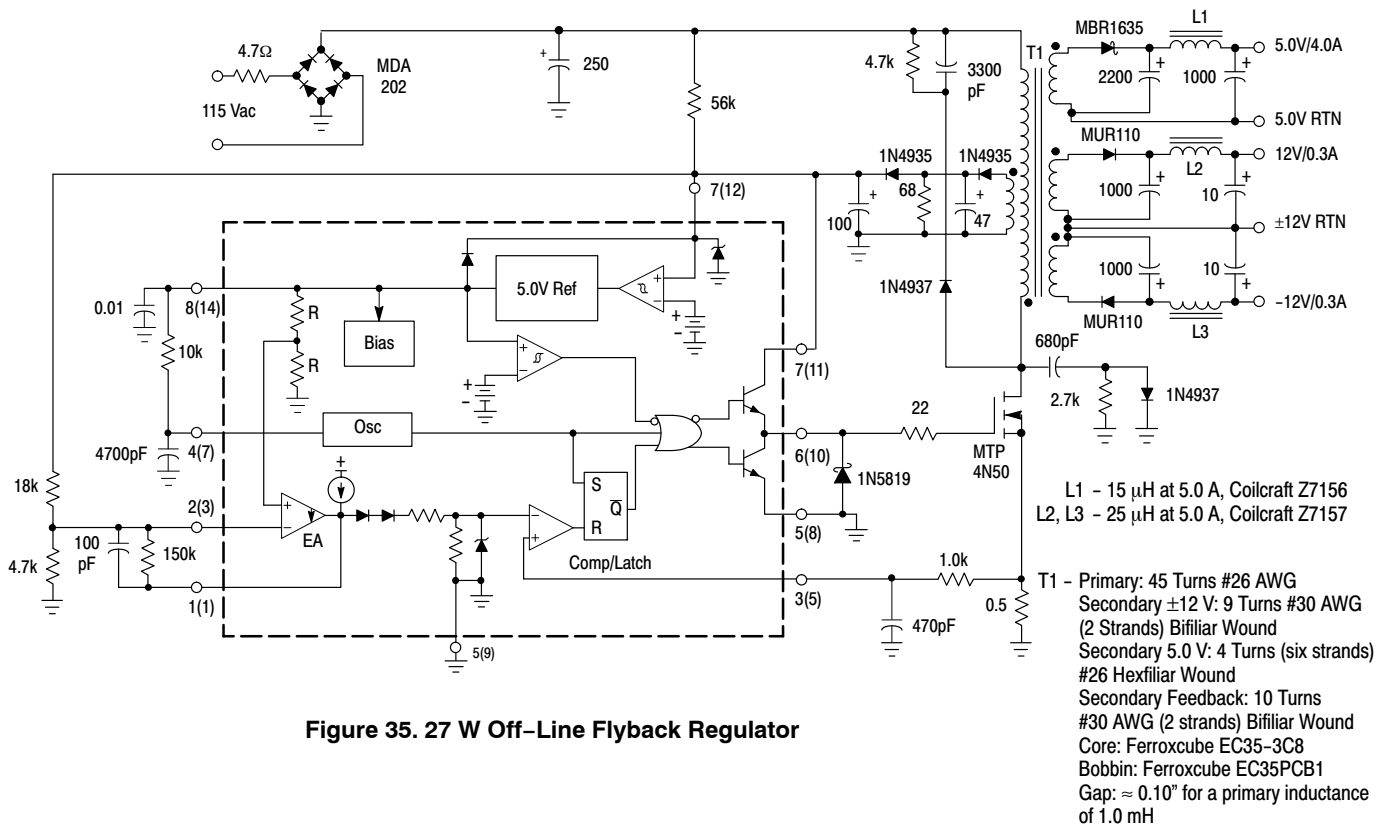 4.7Ω
MDA
202
115 Vac
+
250
56k
4.7k
3300
pF
T1
MBR1635
L1
5.0V/4.0A
+
2200
+
1000
5.0V RTN
MUR110
12V/0.3A
L2
+
1000
+
10
±12V RTN
+
1000
+
10
-12V/0.3A
MUR110
L3
1N4935
1N4935
68
+
100
+
47
7(12)
1N4937
680pF
2.7k
1N4937
0.01
8(14)
R
R
Bias
5.0V Ref
+
–
+
–
+
–
+
–
7(11)
10k
Osc
4700pF
4(7)
22
6(10)
MTP
4N50
1N5819
5(8)
18k
+
2(3)
+
–
EA
S
R
Q̅
–
+
Comp/Latch
100
pF
150k
4.7k
1(1)
3(5)
1.0k
470pF
0.5
5(9)
L1 - 15 μH at 5.0 A, Coilcraft Z7156
L2, L3 - 25 μH at 5.0 A, Coilcraft Z7157
T1 - Primary: 45 Turns #26 AWG
Secondary ±12 V: 9 Turns #30 AWG
(2 Strands) Bifiliar Wound
Secondary 5.0 V: 4 Turns (six strands)
#26 Hexfiliar Wound
Secondary Feedback: 10 Turns
#30 AWG (2 strands) Bifiliar Wound
Core: Ferroxcube EC35-3C8
Bobbin: Ferroxcube EC35PCB1
Gap: ≈ 0.10" for a primary inductance
of 1.0 mH
Figure 35. 27 W Off-Line Flyback Regulator